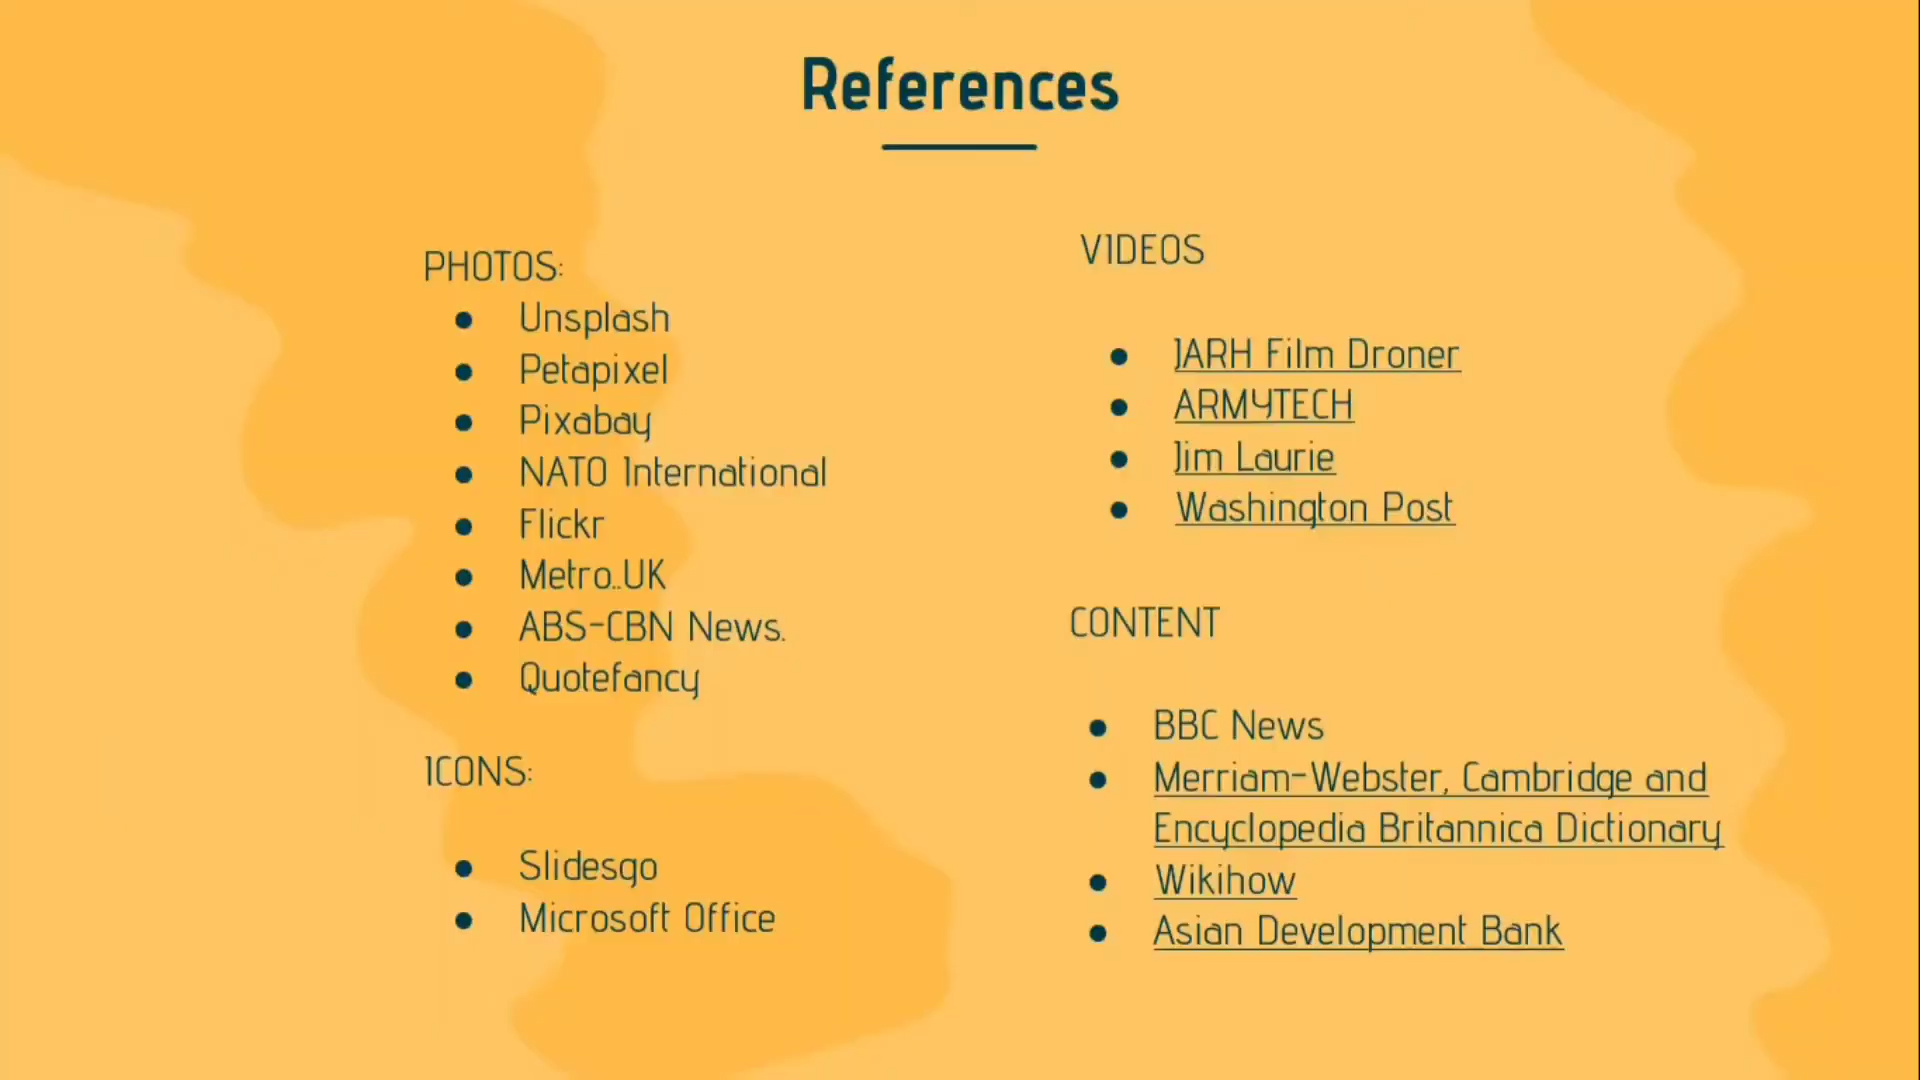 References
PHOTOS:
● Unsplash
● Petapixel
● Pixabay
● NATO International
● Flickr
● Metro..UK
● ABS-CBN News.
● Quotefancy
ICONS:
● Slidesgo
● Microsoft Office
VIDEOS
● JARH Film Droner
● ARMYTECH
● Jim Laurie
● Washington Post
CONTENT
● BBC News
● Merriam-Webster, Cambridge and
Encyclopedia Britannica Dictionary
● Wikihow
● Asian Development Bank